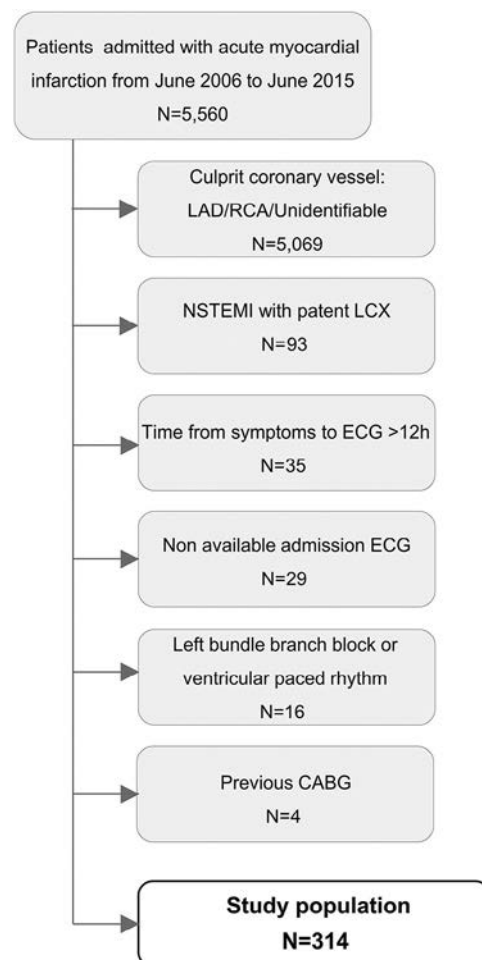 Patients admitted with acute myocardial
infarction from June 2006 to June 2015
N=5,560
Culprit coronary vessel:
LAD/RCA/Unidentifiable
N=5,069
NSTEMI with patent LCX
N=93
Time from symptoms to ECG >12h
N=35
Non available admission ECG
N=29
Left bundle branch block or
ventricular paced rhythm
N=16
Previous CABG
N=4
Study population
N=314